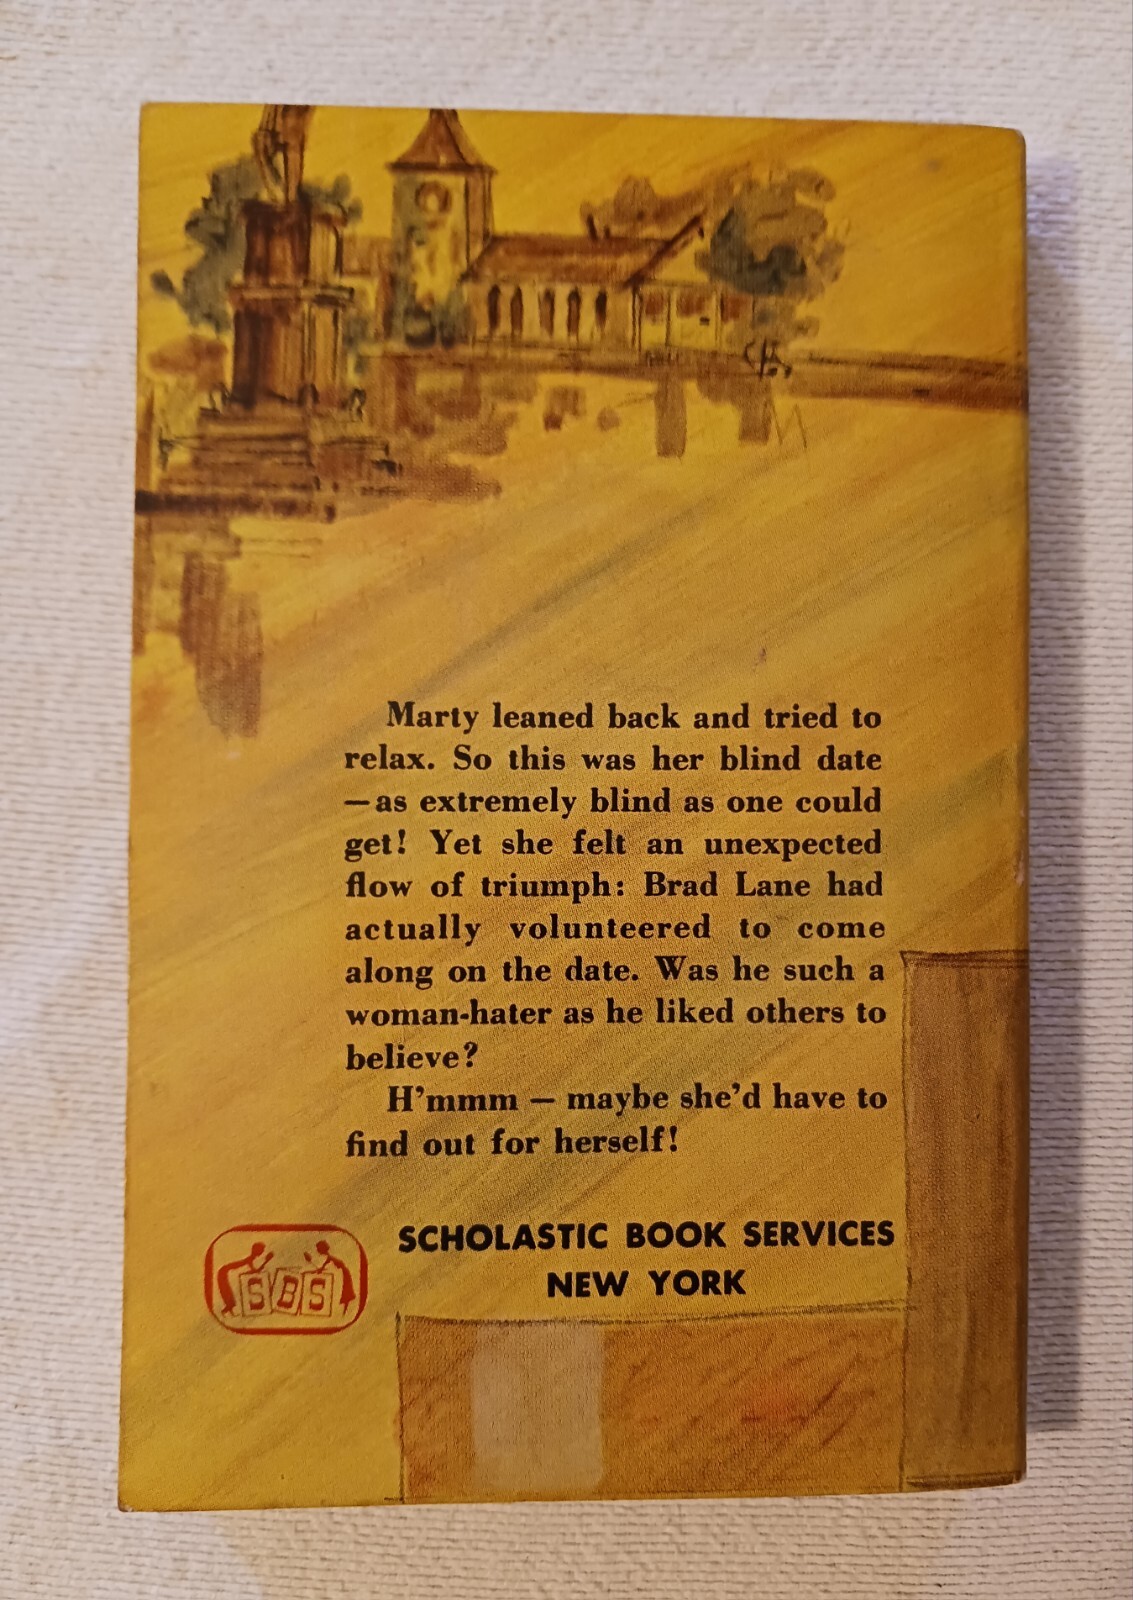 Marty leaned back and tried to
relax. So this was her blind date
—as extremely blind as one could
get! Yet she felt an unexpected
flow of triumph: Brad Lane had
actually volunteered to come
along on the date. Was he such a
woman-hater as he liked others to
believe?
H'mmm — maybe she'd have to
find out for herself!
SBS
SCHOLASTIC BOOK SERVICES
NEW YORK